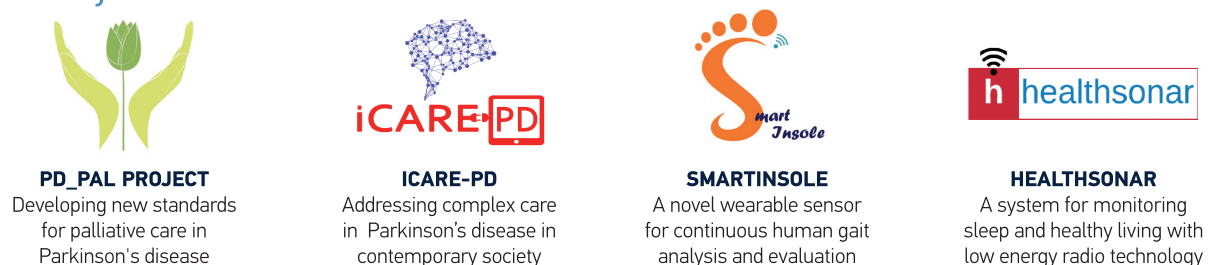 iCARE PD
Smart
Insole
h healthsonar
PD_PAL PROJECT
Developing new standards
for palliative care in
Parkinson's disease
ICARE-PD
Addressing complex care
in Parkinson’s disease in
contemporary society
SMARTINSOLE
A novel wearable sensor
for continuous human gait
analysis and evaluation
HEALTHSONAR
A system for monitoring
sleep and healthy living with
low energy radio technology